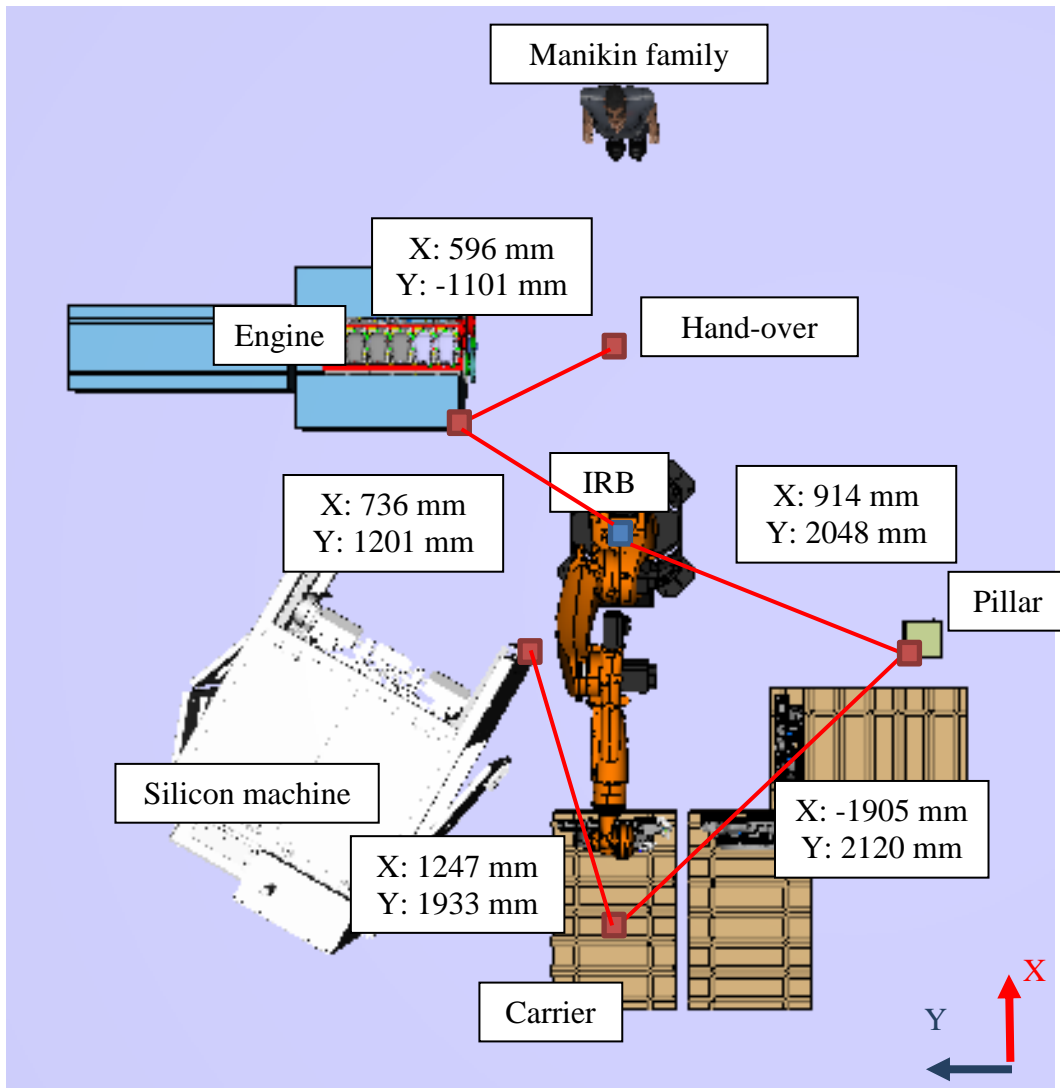 Manikin family
X: 596 mm
Y: -1101 mm
Engine
Hand-over
IRB
X: 736 mm
Y: 1201 mm
X: 914 mm
Y: 2048 mm
Pillar
Silicon machine
X: -1905 mm
Y: 2120 mm
X: 1247 mm
Y: 1933 mm
Carrier
X
Y